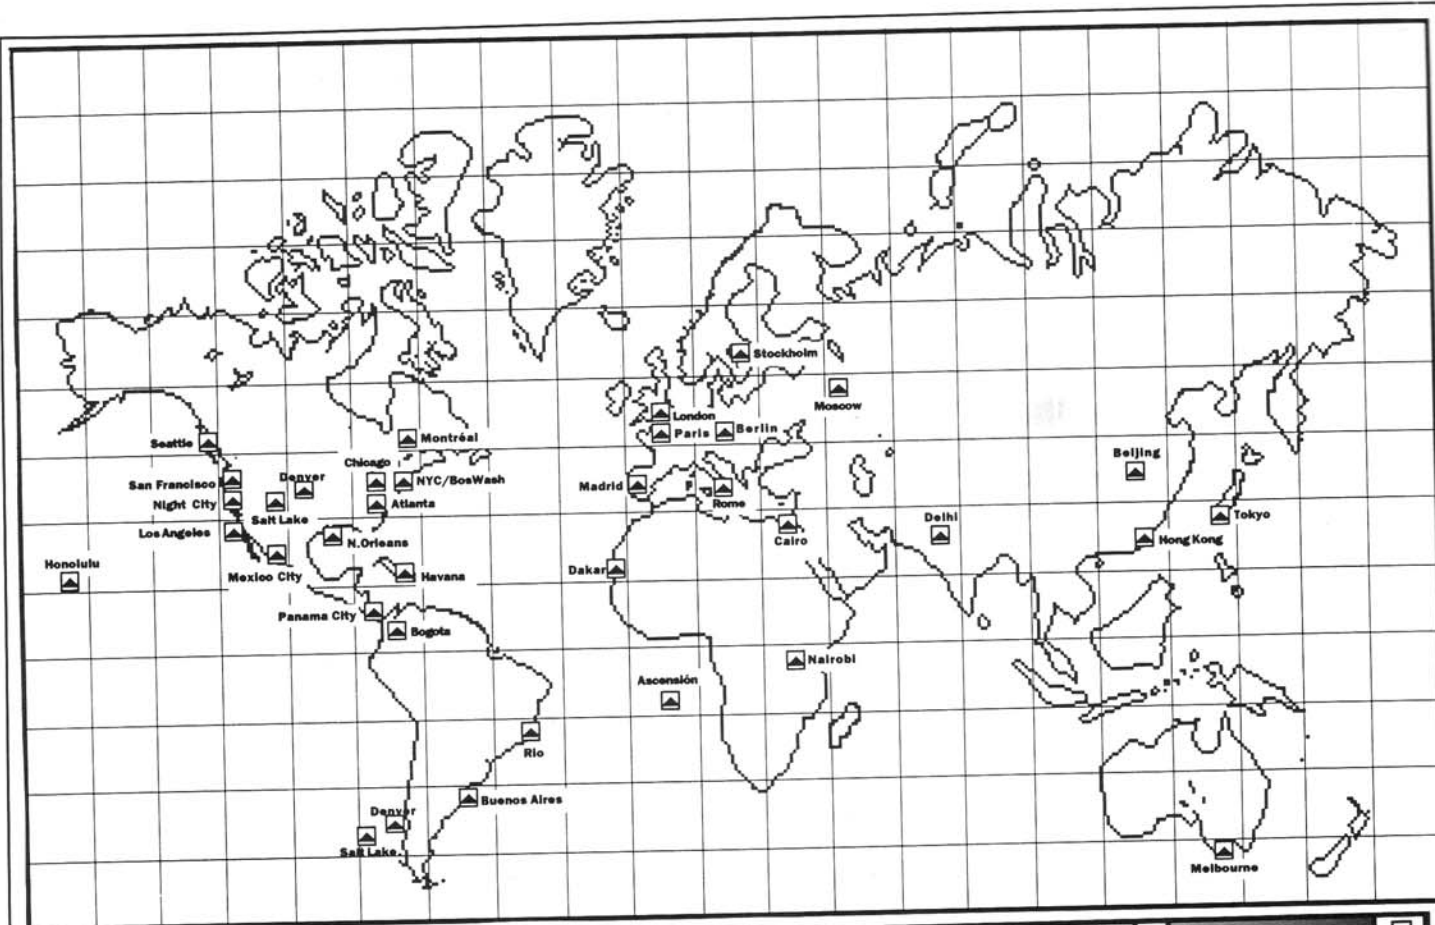 Stockholm
Moscow
London
Paris
Berlin
Seattle
Montréal
Chicago
Denver
NYC/BosWash
San Francisco
Madrid
Rome
Beijing
Night City
Salt Lake
Atlanta
Los Angeles
N.Orleans
Cairo
Delhi
Tokyo
Hong Kong
Honolulu
Mexico City
Havana
Dakar
Panama City
Bogota
Nairobi
Ascensión
Rio
Buenos Aires
Denver
Salt Lake
Melbourne